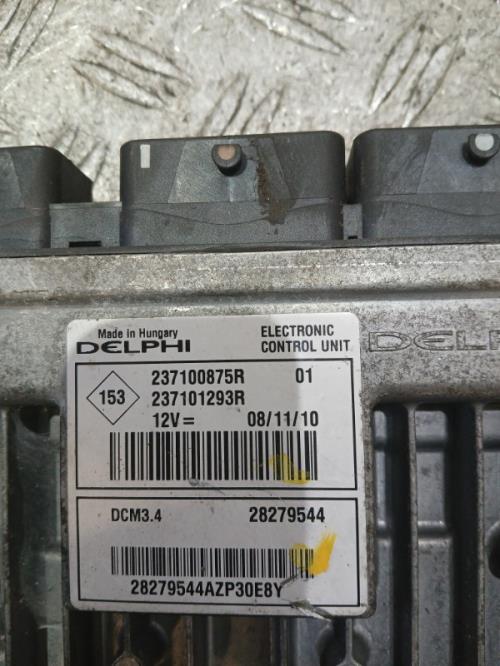 Made in Hungary
DELPHI
ELECTRONIC
CONTROL UNIT
DELPH
153
237100875R 01
237101293R
12V= 08/11/10
DCM3.4 28279544
28279544AZP30E8Y